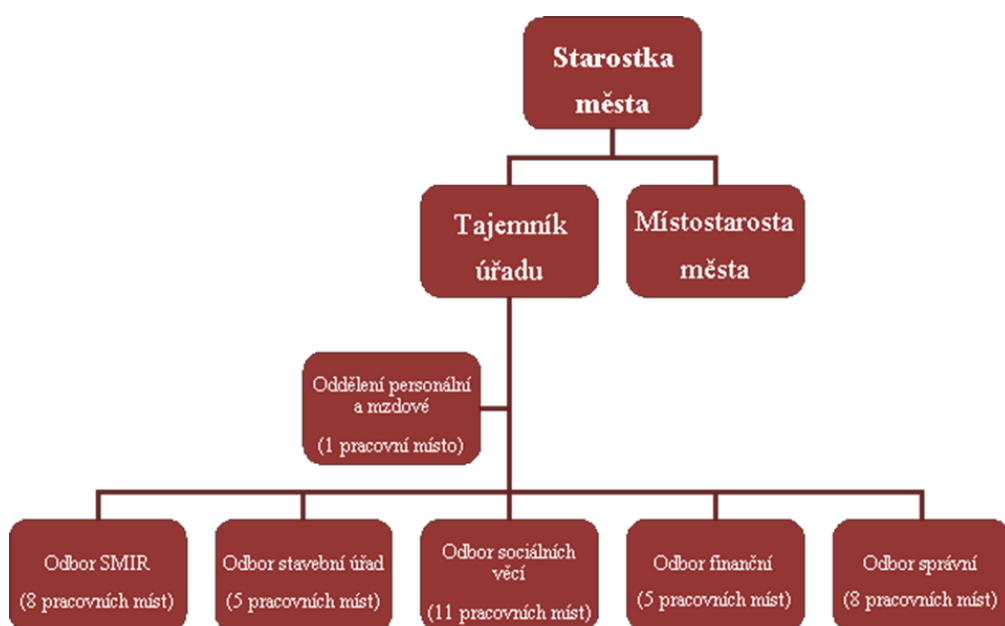 Starostka
města
Tajemník
úřadu
Místostarosta
města
Oddělení personální
a mzdové
(1 pracovní místo)
Odbor SMIR
(8 pracovních míst)
Odbor stavební úřad
(5 pracovních míst)
Odbor sociálních
věcí
(11 pracovních míst)
Odbor finanční
(5 pracovních míst)
Odbor správní
(8 pracovních míst)